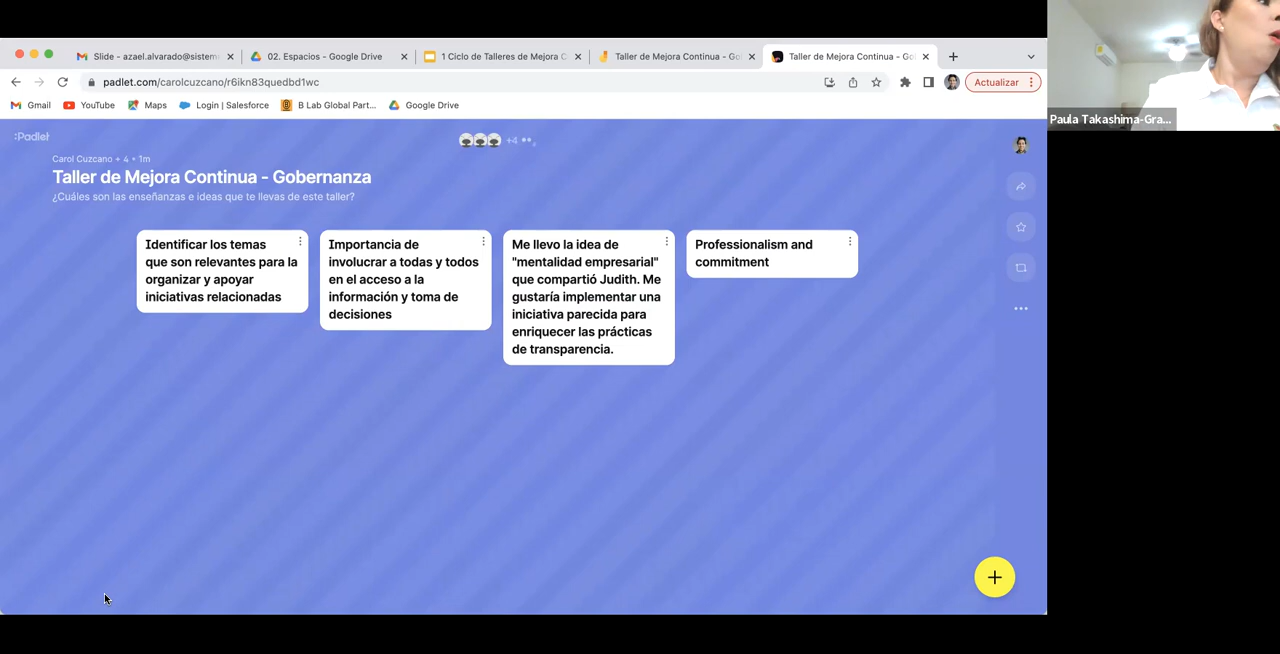 Slide - azael.alvarado@sistem
02. Espacios - Google Drive
1 Ciclo de Talleres de Mejora C
Taller de Mejora Continua - Go
Taller de Mejora Continua - Go
padlet.com/carolcuzcano/r6ikn83quedbd1wc
Actualizar
Gmail
YouTube
Maps
Login | Salesforce
B Lab Global Part...
Google Drive
Paula Takashima-Gra...
:Padlet
+4
Carol Cuzcano + 4 • 1m
Taller de Mejora Continua - Gobernanza
¿Cuáles son las enseñanzas e ideas que te llevas de este taller?
Identificar los temas
que son relevantes para la
organizar y apoyar
iniciativas relacionadas
Importancia de
involucrar a todas y todos
en el acceso a la
información y toma de
decisiones
Me llevo la idea de
"mentalidad empresarial"
que compartió Judith. Me
gustaría implementar una
iniciativa parecida para
enriquecer las prácticas
de transparencia.
Professionalism and
commitment